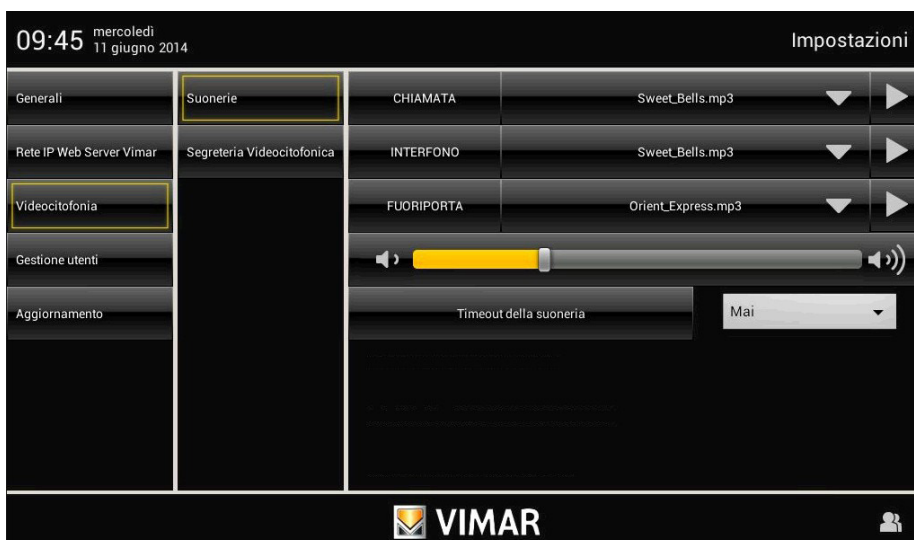 09:45 mercoledì
11 giugno 2014
Impostazioni
Generali
Suonerie
CHIAMATA
Sweet_Bells.mp3
Rete IP Web Server Vimar
Segreteria Videocitofonica
INTERFONO
Sweet_Bells.mp3
Videocitofonia
FUORIPORTA
Orient_Express.mp3
Gestione utenti
Aggiornamento
Timeout della suoneria
Mai
VIMAR